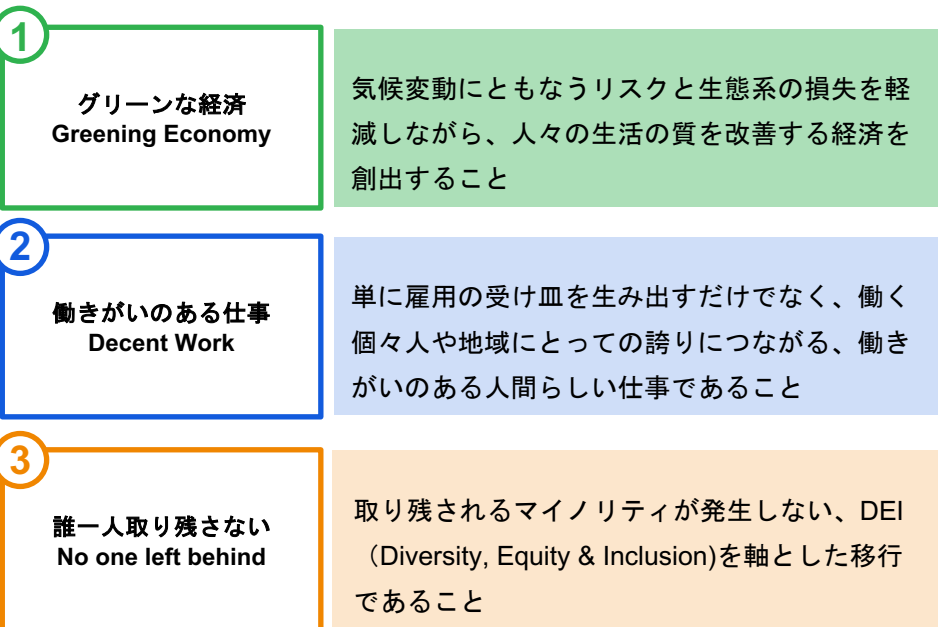 1
グリーンな経済
Greening Economy
気候変動にともなうリスクと生態系の損失を軽
減しながら、人々の生活の質を改善する経済を
創出すること
2
働きがいのある仕事
Decent Work
単に雇用の受け皿を生み出すだけでなく、働く
個々人や地域にとっての誇りにつながる、働き
がいのある人間らしい仕事であること
3
誰一人取り残さない
No one left behind
取り残されるマイノリティが発生しない、DEI
（Diversity, Equity & Inclusion)を軸とした移行
であること